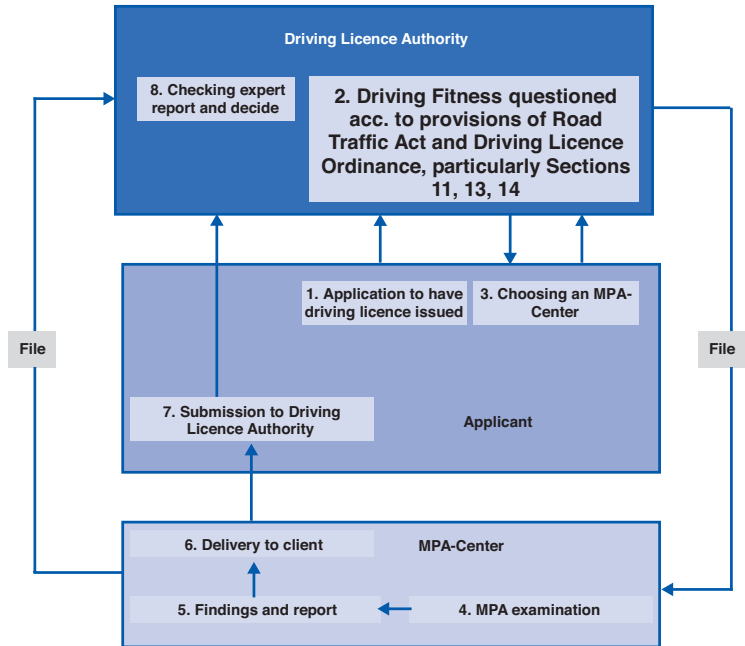 Driving Licence Authority
8. Checking expert
report and decide
2. Driving Fitness questioned
acc. to provisions of Road
Traffic Act and Driving Licence
Ordinance, particularly Sections
11, 13, 14
1. Application to have
driving licence issued
3. Choosing an MPA-
Center
File
File
7. Submission to Driving
Licence Authority
Applicant
6. Delivery to client
MPA-Center
5. Findings and report
4. MPA examination